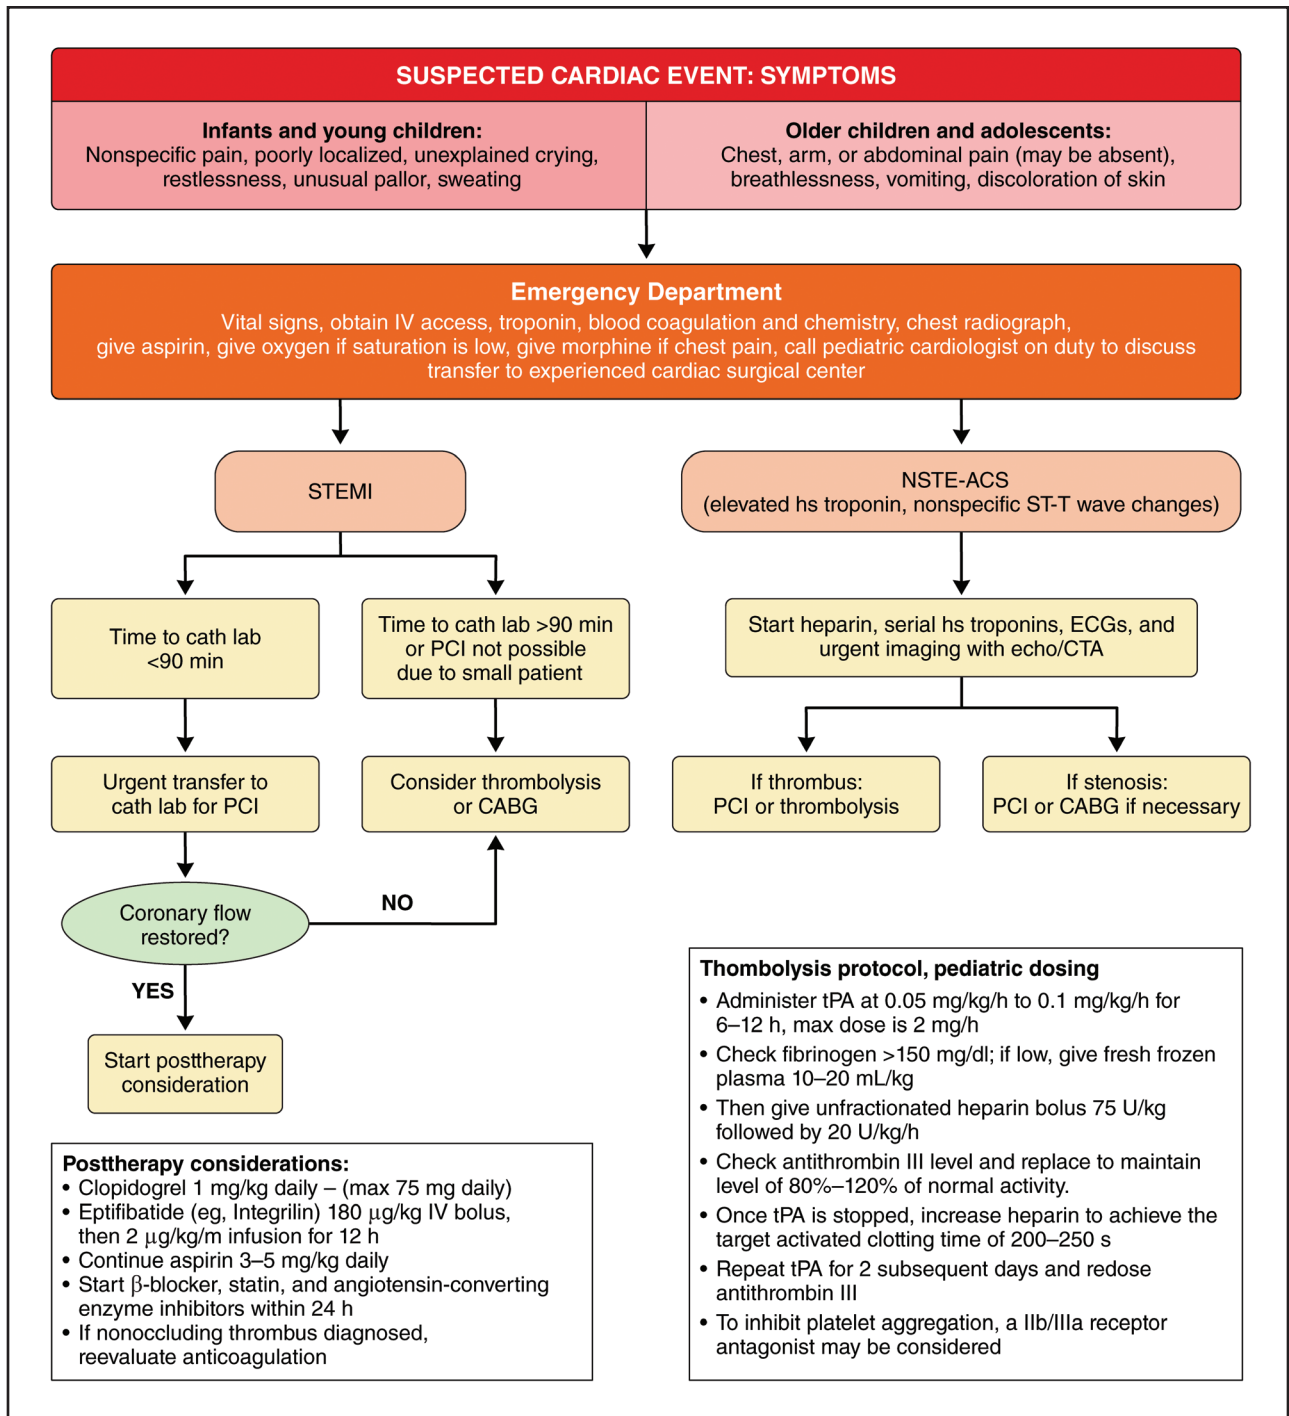 SUSPECTED CARDIAC EVENT: SYMPTOMS
Infants and young children:
Nonspecific pain, poorly localized, unexplained crying,
restlessness, unusual pallor, sweating
Older children and adolescents:
Chest, arm, or abdominal pain (may be absent),
breathlessness, vomiting, discoloration of skin
Emergency Department
Vital signs, obtain IV access, troponin, blood coagulation and chemistry, chest radiograph,
give aspirin, give oxygen if saturation is low, give morphine if chest pain, call pediatric cardiologist on duty to discuss
transfer to experienced cardiac surgical center
STEMI
NSTE-ACS
(elevated hs troponin, nonspecific ST-T wave changes)
Time to cath lab
<90 min
Time to cath lab >90 min
or PCI not possible
due to small patient
Start heparin, serial hs troponins, ECGs, and
urgent imaging with echo/CTA
Urgent transfer to
cath lab for PCI
Consider thrombolysis
or CABG
If thrombus:
PCI or thrombolysis
If stenosis:
PCI or CABG if necessary
Coronary flow
restored?
NO
YES
Start posttherapy
consideration
Posttherapy considerations:
• Clopidogrel 1 mg/kg daily – (max 75 mg daily)
• Eptifibatide (eg, Integrilin) 180 μg/kg IV bolus,
then 2 μg/kg/m infusion for 12 h
• Continue aspirin 3–5 mg/kg daily
• Start β-blocker, statin, and angiotensin-converting
enzyme inhibitors within 24 h
• If nonoccluding thrombus diagnosed,
reevaluate anticoagulation
Thombolysis protocol, pediatric dosing
• Administer tPA at 0.05 mg/kg/h to 0.1 mg/kg/h for
6–12 h, max dose is 2 mg/h
• Check fibrinogen >150 mg/dl; if low, give fresh frozen
plasma 10–20 mL/kg
• Then give unfractionated heparin bolus 75 U/kg
followed by 20 U/kg/h
• Check antithrombin III level and replace to maintain
level of 80%–120% of normal activity.
• Once tPA is stopped, increase heparin to achieve the
target activated clotting time of 200–250 s
• Repeat tPA for 2 subsequent days and redose
antithrombin III
• To inhibit platelet aggregation, a IIb/IIIa receptor
antagonist may be considered